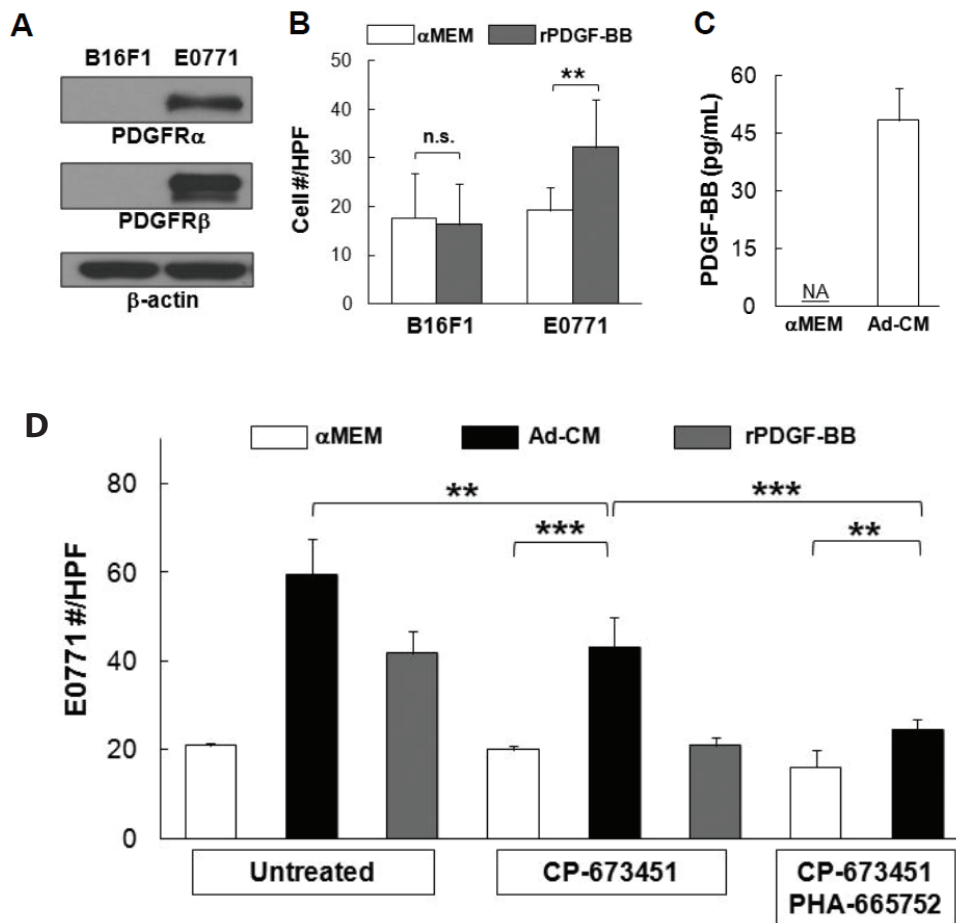 A
B16F1 E0771
PDGFRα
PDGFRβ
β-actin
B
αMEM rPDGF-BB
Cell #/HPF
50
40
30
20
10
0
n.s.
**
B16F1 E0771
C
PDGF-BB (pg/mL)
60
45
30
15
0
NA
αMEM Ad-CM
D
αMEM Ad-CM rPDGF-BB
E0771 #/HPF
80
60
40
20
0
** ***
*** **
Untreated CP-673451 CP-673451
PHA-665752